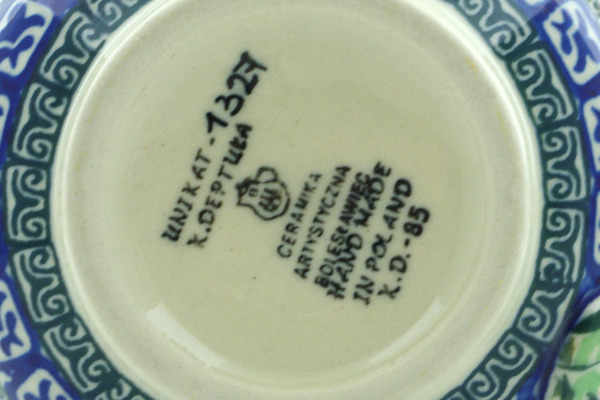 UNIKAT-1327
K.DEPTUŁA
CERAMIKA
ARTYSTYCZNA
BOLESŁAWIEC
HAND MADE
IN POLAND
K.D.-85